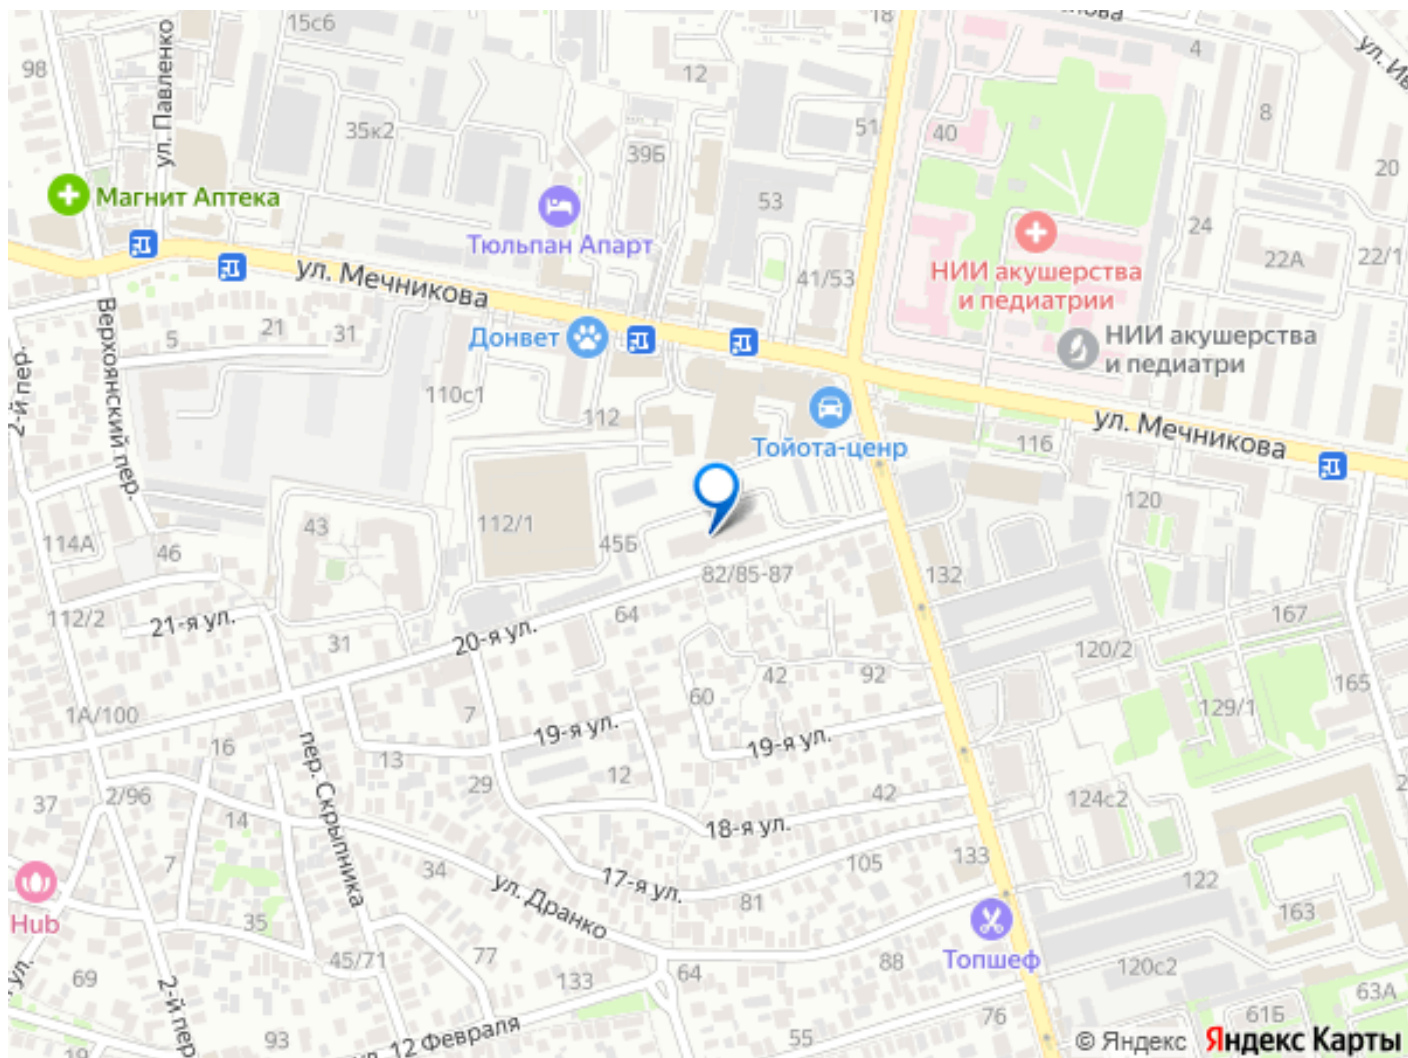 15с6
18
98
ул. Павленко
12
4
ул. Ив
35к2
39Б
51
40
8
20
Магнит Аптека
Тюльпан Апарт
53
24
НИИ акушерства
и педиатрии
22А
22/1
ул. Мечникова
41/53
НИИ акушерства
и педиатри
Верхоянский пер.
5
21
31
Донвет
2-й пер.
110с1
112
Тойота-ценр
116
ул. Мечникова
120
43
112/1
45Б
114А
46
82/85-87
132
112/2
21-я ул.
64
167
31
20-я ул.
120/2
42
92
60
165
1А/100
7
129/1
16
19-я ул.
19-я ул.
13
пер. Скрыпника
29
12
42
37
2/96
124с2
14
18-я ул.
7
34
17-я ул.
105
133
122
Hub
ул. Дранко
81
163
35
Топшеф
ул.
45/71
77
88
120с2
69
2-й пер
133
64
63А
12 Февраля
76
61Б
93
55
19
© Яндекс Яндекс Карты